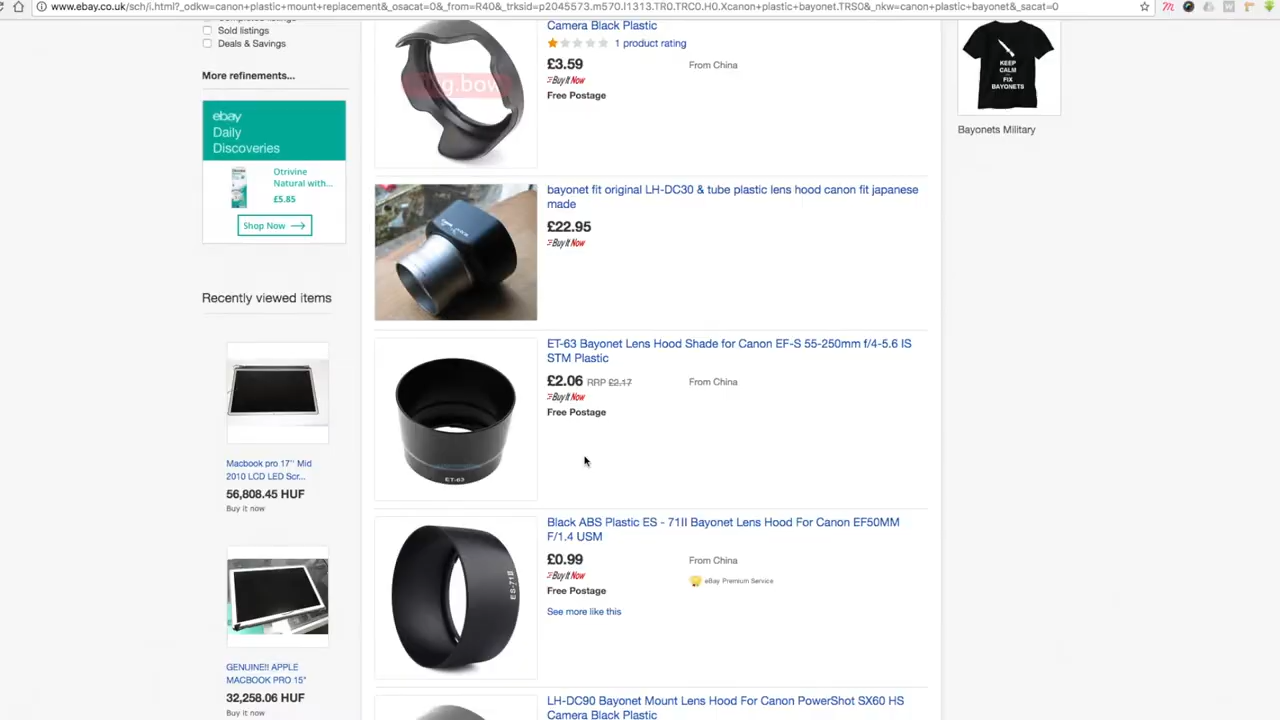 www.ebay.co.uk/sch/i.html?_odkw=canon+plastic+mount+replacement&_osacat=0&_from=R40&_trksid=p2045573.m570.l1313.TR0.TRC0.H0.Xcanon+plastic+bayonet.TRS0&_nkw=canon+plastic+bayonet&_sacat=0
Sold listings
Deals & Savings
More refinements...
ebay
Daily
Discoveries
Otrivine
Natural with...
£5.85
Shop Now
Recently viewed items
Macbook pro 17'' Mid
2010 LCD LED Scr...
56,808.45 HUF
Buy it now
GENUINE!! APPLE
MACBOOK PRO 15"
32,258.06 HUF
Buy it now
Camera Black Plastic
1 product rating
£3.59
From China
Buy It Now
Free Postage
bayonet fit original LH-DC30 & tube plastic lens hood canon fit japanese
made
£22.95
Buy It Now
ET-63 Bayonet Lens Hood Shade for Canon EF-S 55-250mm f/4-5.6 IS
STM Plastic
£2.06 RRP £2.17
From China
Buy It Now
Free Postage
ET-63
Black ABS Plastic ES - 71II Bayonet Lens Hood For Canon EF50MM
F/1.4 USM
£0.99
From China
Buy It Now
eBay Premium Service
Free Postage
See more like this
ES-71II
LH-DC90 Bayonet Mount Lens Hood For Canon PowerShot SX60 HS
Camera Black Plastic
KEEP
CALM
FIX
BAYONETS
Bayonets Military